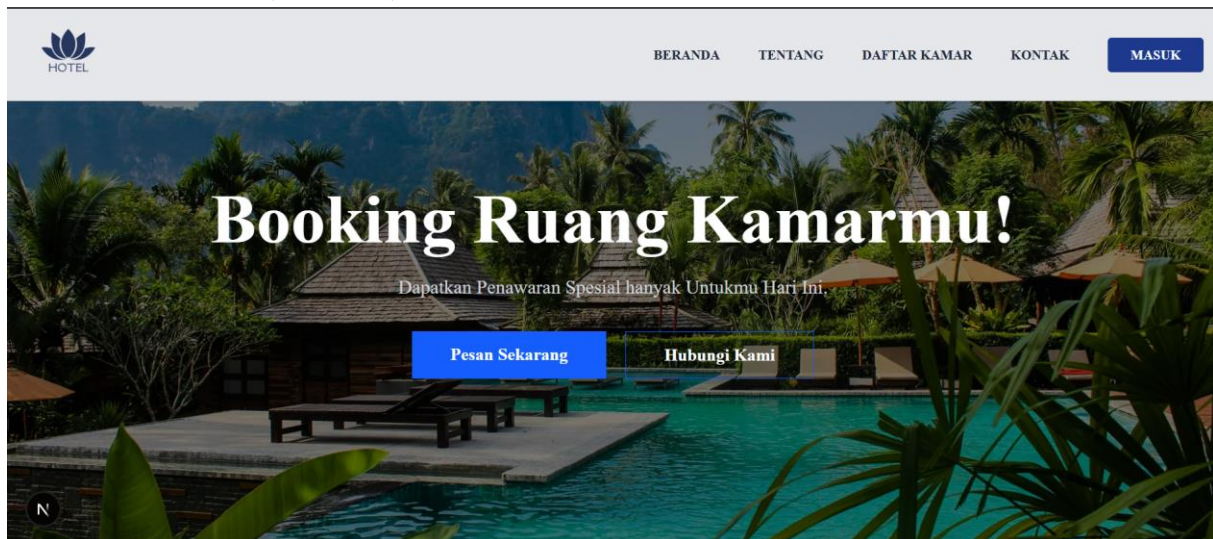 HOTEL
BERANDA TENTANG DAFTAR KAMAR KONTAK MASUK
Booking Ruang Kamarmu!
Dapatkan Penawaran Spesial hanyak Untukmu Hari Ini,
Pesan Sekarang Hubungi Kami
N